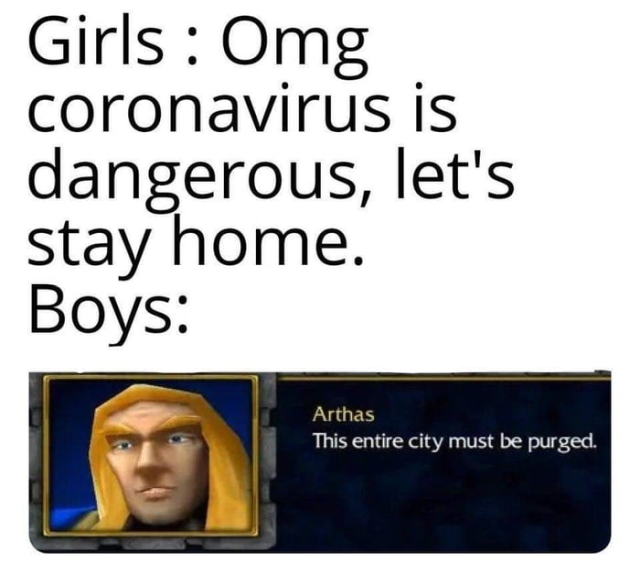 Girls : Omg
coronavirus is
dangerous, let's
stay home.
Boys:
Arthas
This entire city must be purged.